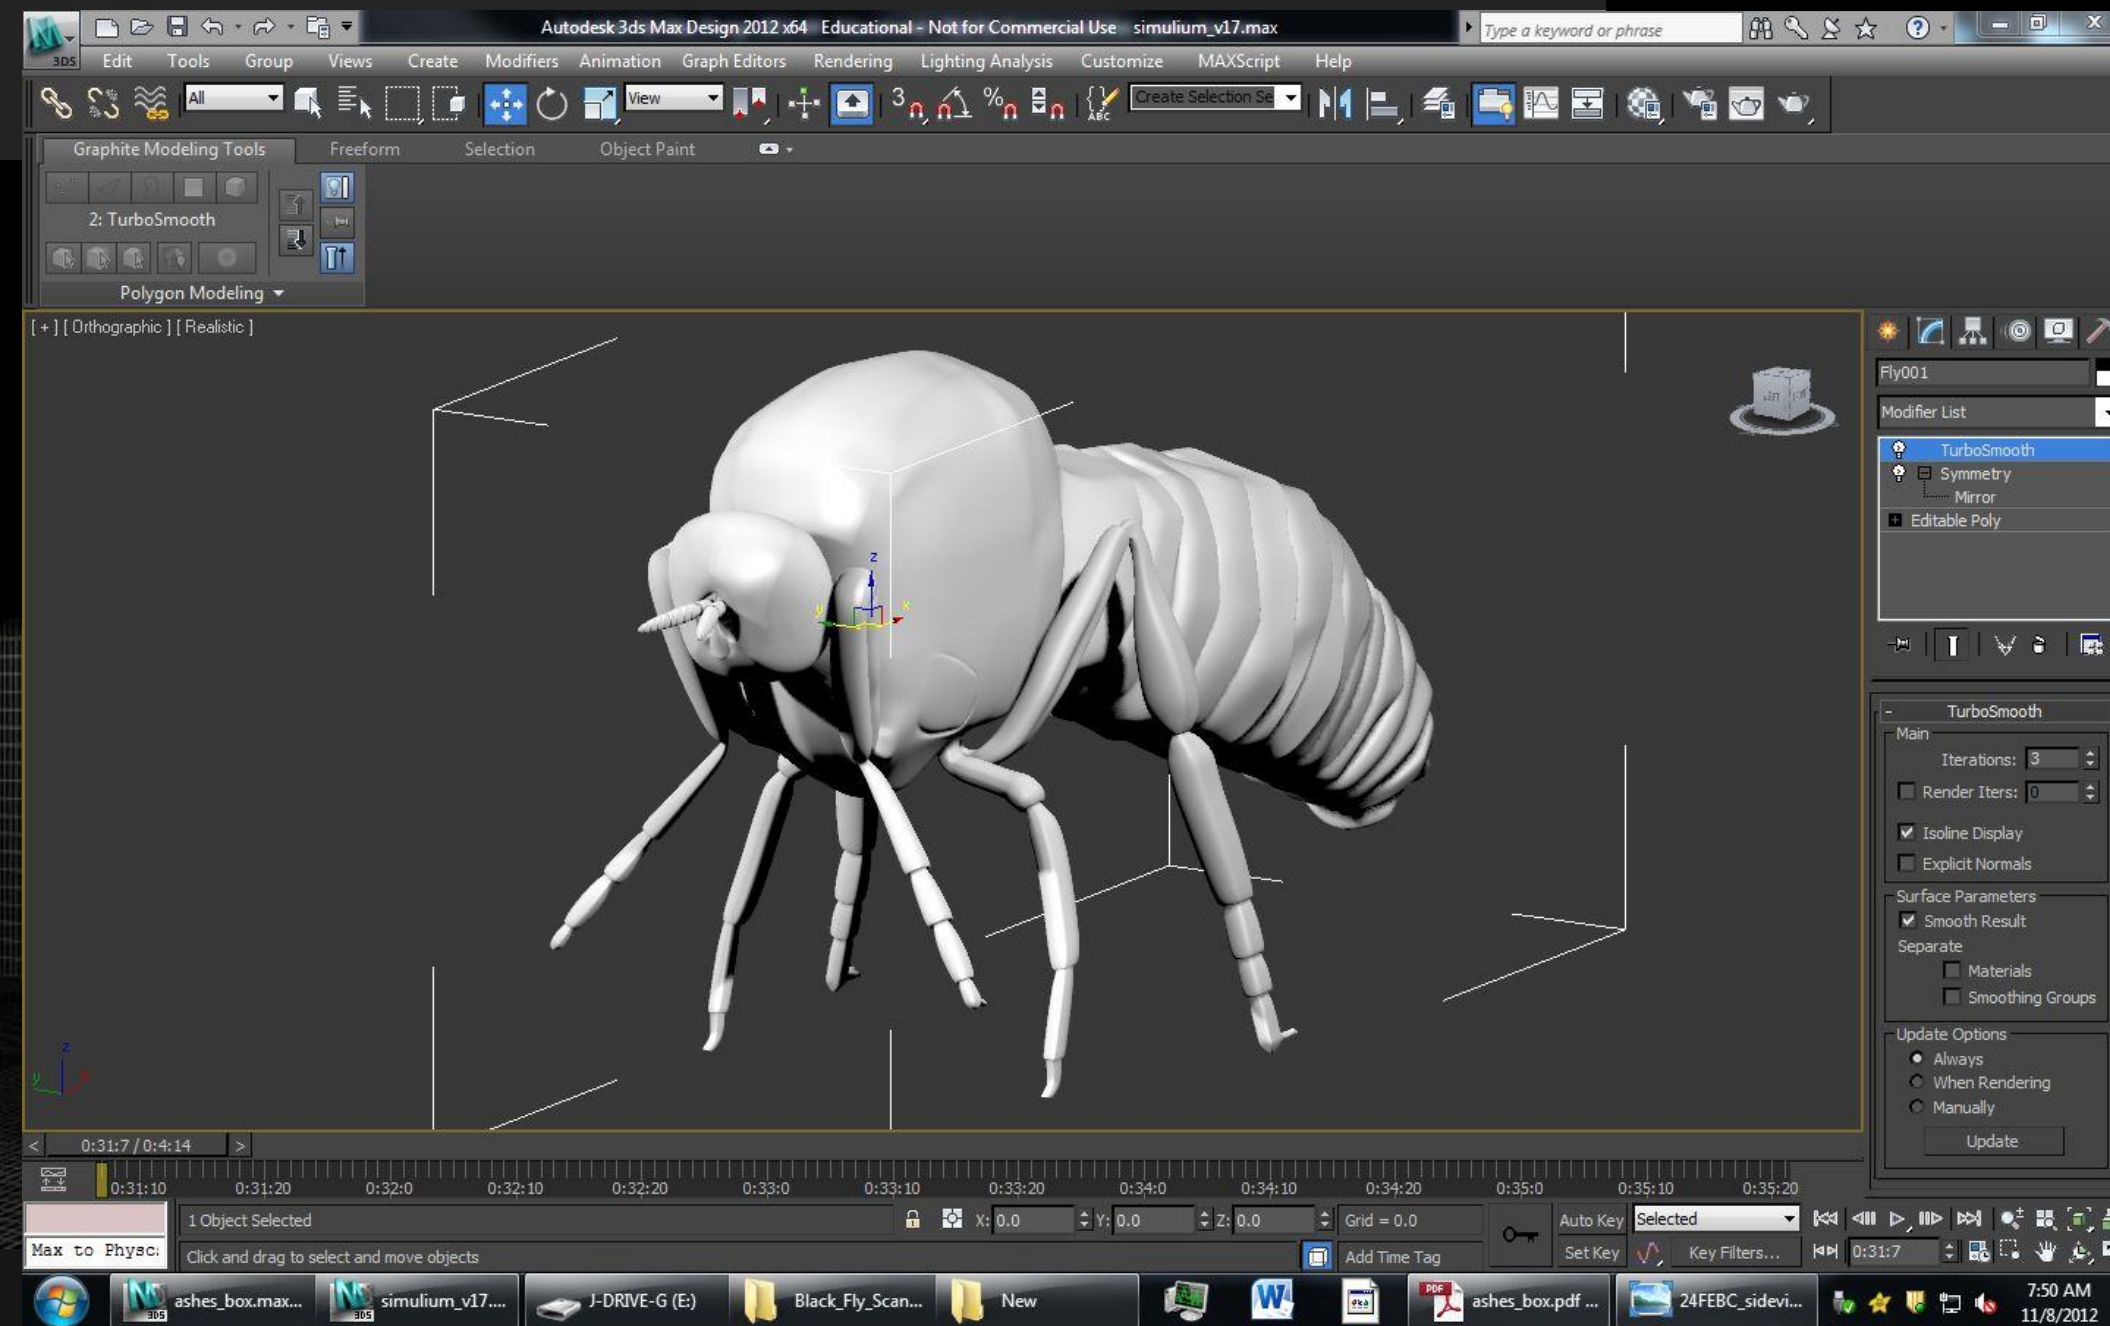 Autodesk 3ds Max Design 2012 x64 Educational - Not for Commercial Use simulium_v17.max
Type a keyword or phrase
3DS Edit Tools Group Views Create Modifiers Animation Graph Editors Rendering Lighting Analysis Customize MAXScript Help
All View 3 % ABC Create Selection Se
Graphite Modeling Tools Freeform Selection Object Paint
2: TurboSmooth
Polygon Modeling
[ + ] [ Orthographic ] [ Realistic ]
z
y x
z
y
Fly001
Modifier List
TurboSmooth
Symmetry
Mirror
Editable Poly
- TurboSmooth
Main
Iterations: 3
Render Iters: 0
Isoline Display
Explicit Normals
Surface Parameters
Smooth Result
Separate
Materials
Smoothing Groups
Update Options
Always
When Rendering
Manually
Update
< 0:31:7 / 0:4:14 >
0:31:10 0:31:20 0:32:0 0:32:10 0:32:20 0:33:0 0:33:10 0:33:20 0:34:0 0:34:10 0:34:20 0:35:0 0:35:10 0:35:20
1 Object Selected X: 0.0 Y: 0.0 Z: 0.0 Grid = 0.0 Auto Key Selected
Max to Physc: Click and drag to select and move objects Add Time Tag Set Key Key Filters... 0:31:7
3DS ashes_box.max... 3DS simulium_v17.... J-DRIVE-G (E:) Black_Fly_Scan... New W PDF ashes_box.pdf ... 24FEBC_sidevi... 7:50 AM
11/8/2012